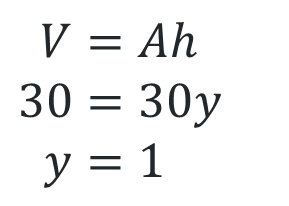 V = Ah
30 = 30y
y = 1